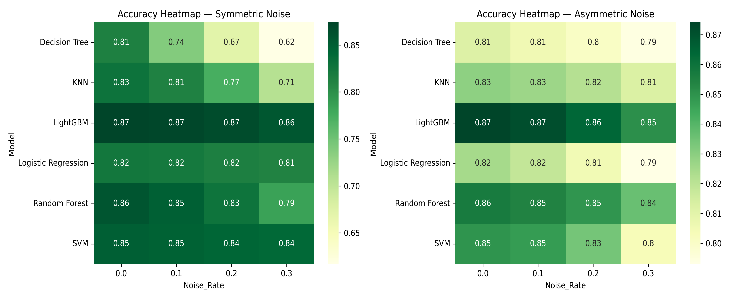 Accuracy Heatmap — Symmetric Noise
Model
Decision Tree 0.81 0.74 0.67 0.62
KNN 0.83 0.81 0.77 0.71
LightGBM 0.87 0.87 0.87 0.86
Logistic Regression 0.82 0.82 0.82 0.81
Random Forest 0.86 0.85 0.83 0.79
SVM 0.85 0.85 0.84 0.84
0.0 0.1 0.2 0.3
Noise_Rate
0.85
0.80
0.75
0.70
0.65
Accuracy Heatmap — Asymmetric Noise
Model
Decision Tree 0.81 0.81 0.8 0.79
KNN 0.83 0.83 0.82 0.81
LightGBM 0.87 0.87 0.86 0.85
Logistic Regression 0.82 0.82 0.81 0.79
Random Forest 0.86 0.85 0.85 0.84
SVM 0.85 0.85 0.83 0.8
0.0 0.1 0.2 0.3
Noise_Rate
0.87
0.86
0.85
0.84
0.83
0.82
0.81
0.80